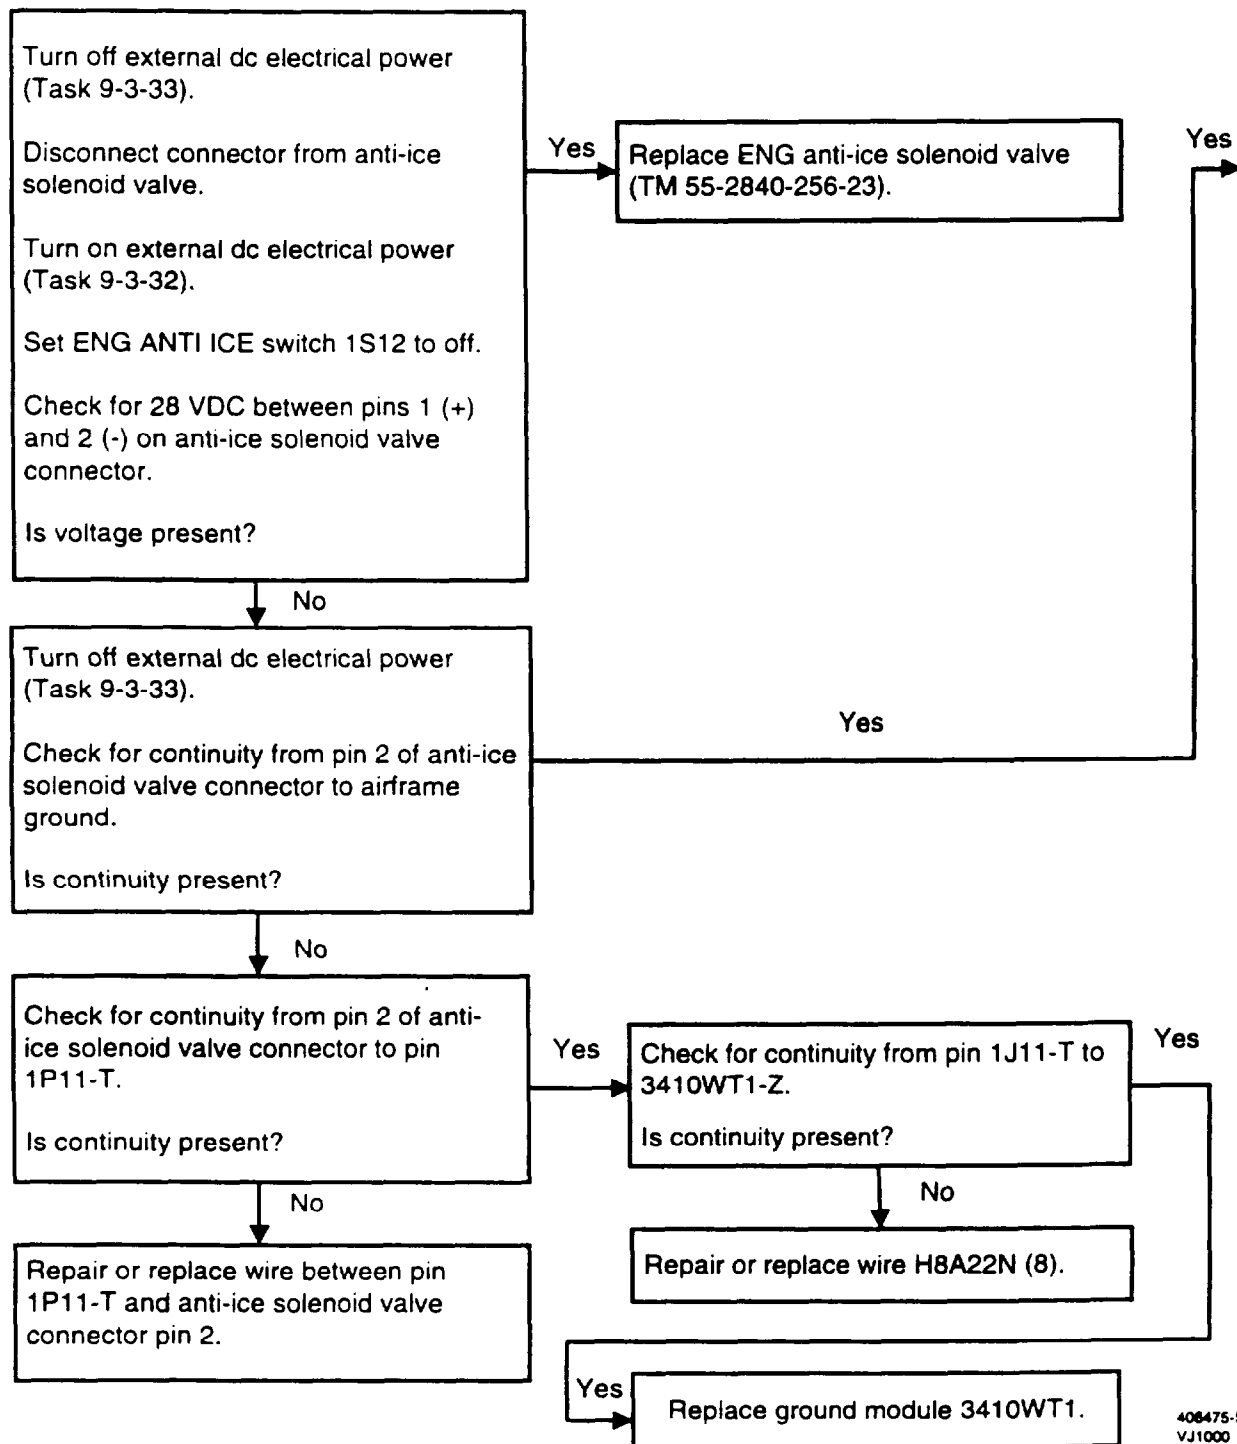 Turn off external dc electrical power
(Task 9-3-33).
Disconnect connector from anti-ice
solenoid valve.
Turn on external dc electrical power
(Task 9-3-32).
Set ENG ANTI ICE switch 1S12 to off.
Check for 28 VDC between pins 1 (+)
and 2 (-) on anti-ice solenoid valve
connector.
Is voltage present?
Yes
Replace ENG anti-ice solenoid valve
(TM 55-2840-256-23).
Yes
No
Turn off external dc electrical power
(Task 9-3-33).
Check for continuity from pin 2 of anti-ice
solenoid valve connector to airframe
ground.
Is continuity present?
Yes
No
Check for continuity from pin 2 of anti-
ice solenoid valve connector to pin
1P11-T.
Is continuity present?
Yes
Check for continuity from pin 1J11-T to
3410WT1-Z.
Is continuity present?
Yes
No
No
Repair or replace wire between pin
1P11-T and anti-ice solenoid valve
connector pin 2.
Repair or replace wire H8A22N (8).
Yes
Replace ground module 3410WT1.
VJ1000